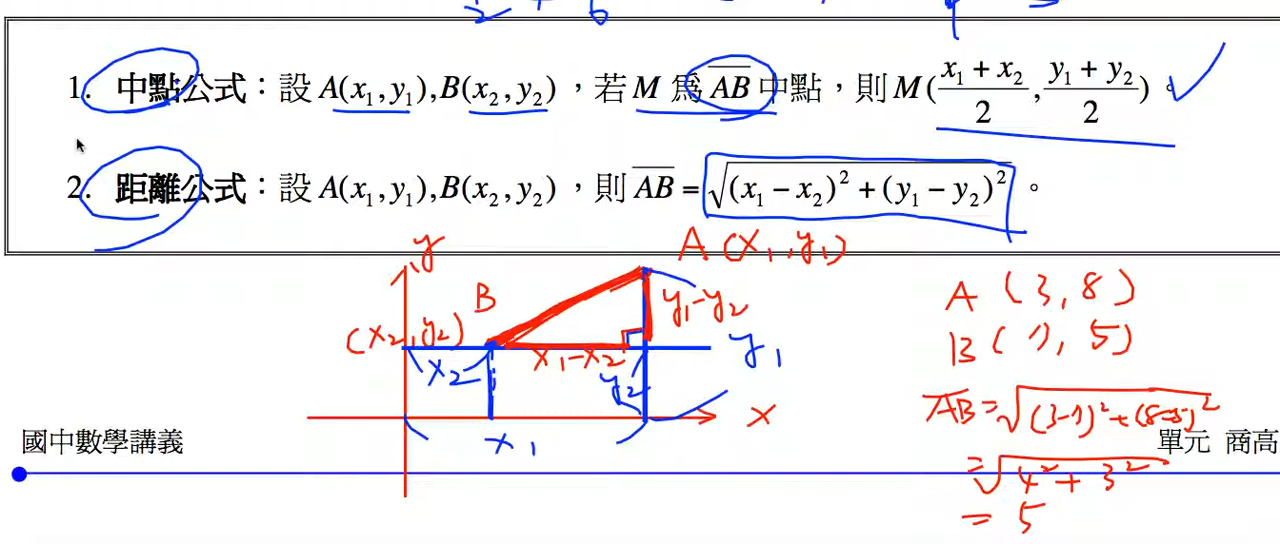 1. 中點公式：設 A(x₁, y₁), B(x₂, y₂)，若 M 為 AB 中點，則 M((x₁ + x₂)/2, (y₁ + y₂)/2)。
2. 距離公式：設 A(x₁, y₁), B(x₂, y₂)，則 AB = √((x₁ − x₂)² + (y₁ − y₂)²)。
y
A (x₁, y₁)
B
(x₂, y₂)
y₁−y₂
x₁−x₂
x₂
y₂
y₁
x
x₁
A (3, 8)
B (7, 5)
AB = √((3−7)² + (8−5)²)
= √(4² + 3²)
= 5
國中數學講義
單元 商高